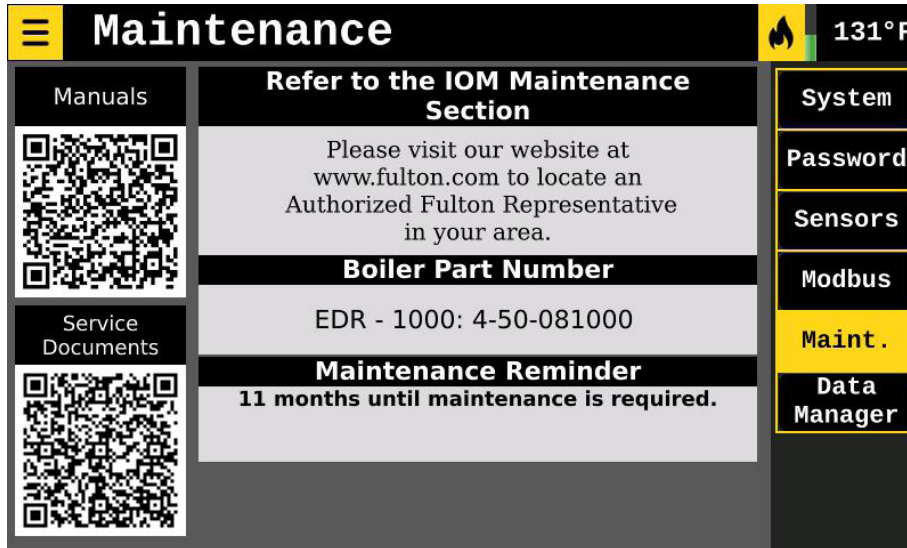 Maintenance
131°F
Manuals
Service
Documents
Refer to the IOM Maintenance
Section
Please visit our website at
www.fulton.com to locate an
Authorized Fulton Representative
in your area.
Boiler Part Number
EDR - 1000: 4-50-081000
Maintenance Reminder
11 months until maintenance is required.
System
Password
Sensors
Modbus
Maint.
Data
Manager